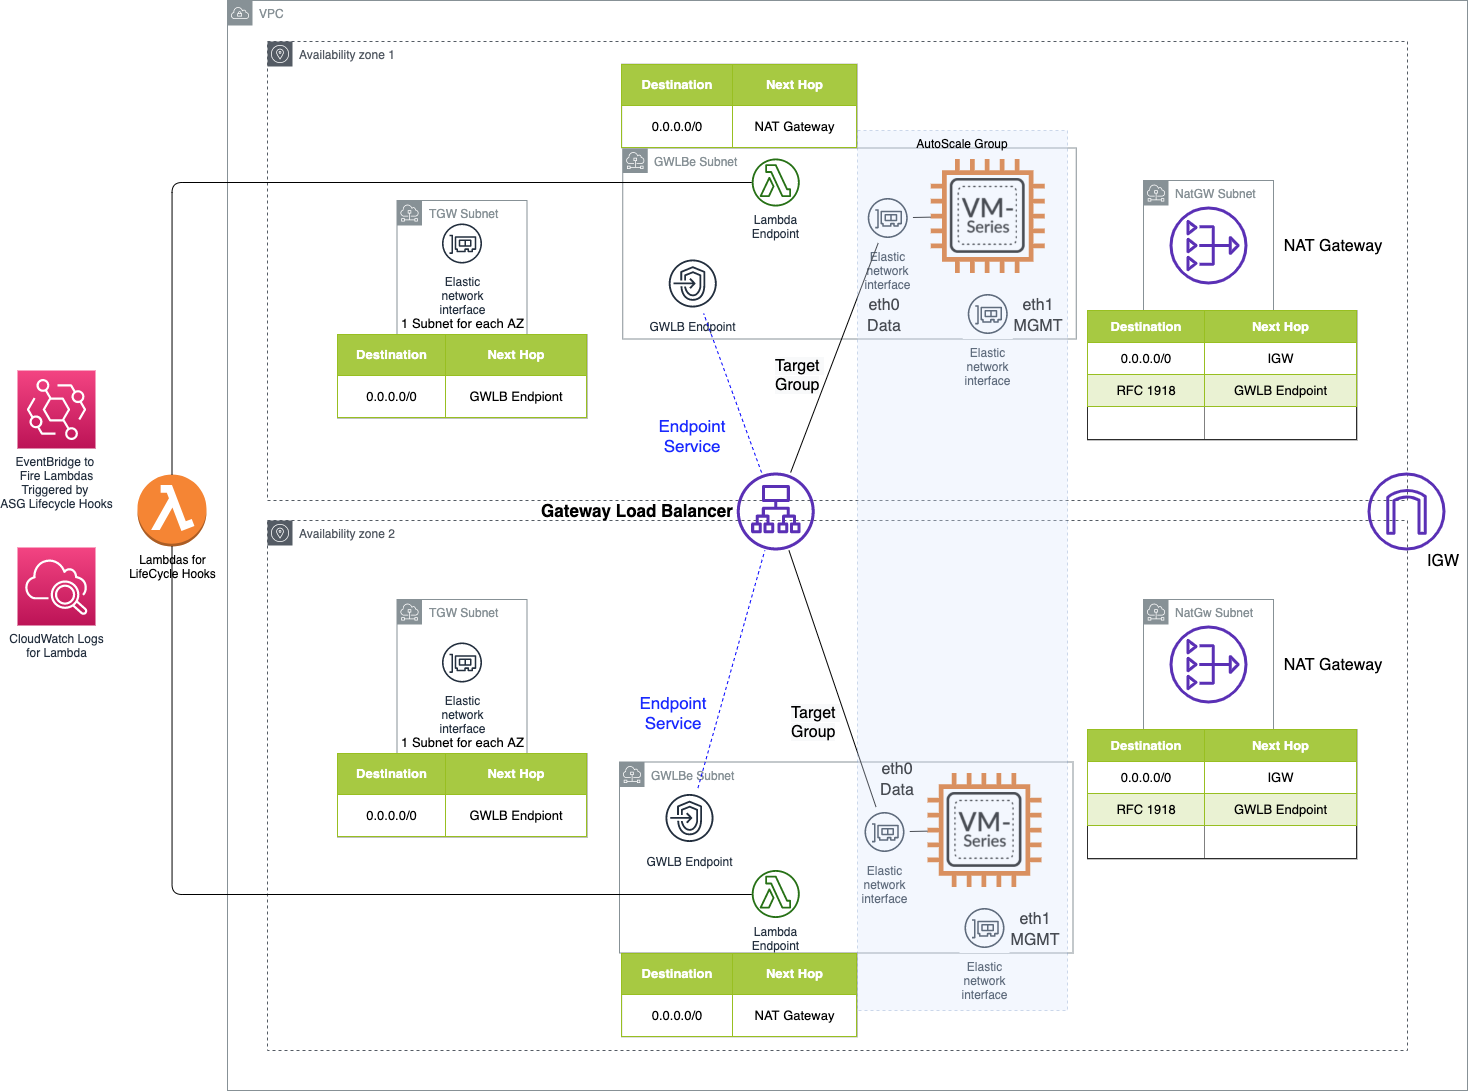 VPC
Availability zone 1
Destination Next Hop
0.0.0.0/0 NAT Gateway
AutoScale Group
GWLBe Subnet
Lambda
Endpoint
VM-
Series
TGW Subnet
Elastic
network
interface
1 Subnet for each AZ
Elastic
network
interface
eth0
Data
eth1
MGMT
GWLB Endpoint
Elastic
network
interface
NatGW Subnet
NAT Gateway
Destination Next Hop
0.0.0.0/0 GWLB Endpiont
Destination Next Hop
0.0.0.0/0 IGW
RFC 1918 GWLB Endpoint
Target
Group
Endpoint
Service
EventBridge to
Fire Lambdas
Triggered by
ASG Lifecycle Hooks
Gateway Load Balancer
Lambdas for
LifeCycle Hooks
IGW
CloudWatch Logs
for Lambda
Availability zone 2
TGW Subnet
Elastic
network
interface
1 Subnet for each AZ
Destination Next Hop
0.0.0.0/0 GWLB Endpiont
Endpoint
Service
Target
Group
NatGw Subnet
NAT Gateway
Destination Next Hop
0.0.0.0/0 IGW
RFC 1918 GWLB Endpoint
GWLBe Subnet
eth0
Data
VM-
Series
GWLB Endpoint
Elastic
network
interface
Lambda
Endpoint
eth1
MGMT
Elastic
network
interface
Destination Next Hop
0.0.0.0/0 NAT Gateway